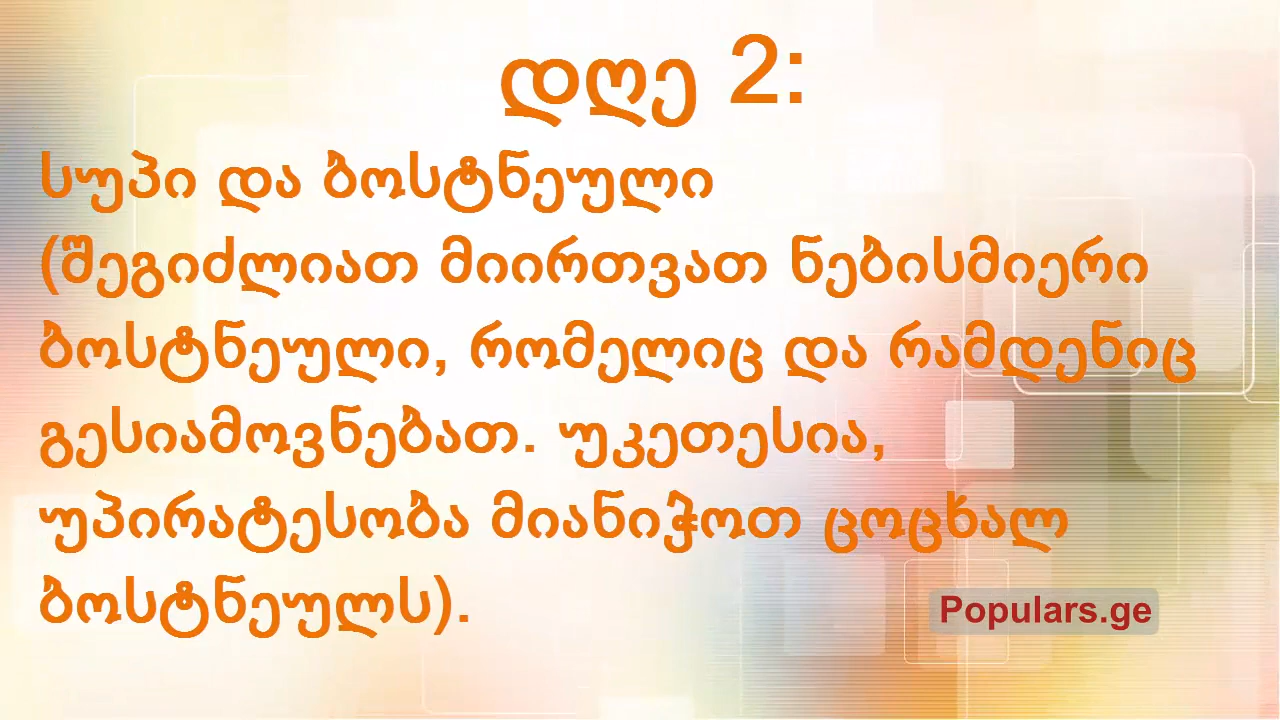 დღე 2:
სუპი და ბოსტნეული
(შეგიძლიათ მიირთვათ ნებისმიერი
ბოსტნეული, რომელიც და რამდენიც
გესიამოვნებათ. უკეთესია,
უპირატესობა მიანიჭოთ ცოცხალ
ბოსტნეულს).
Populars.ge